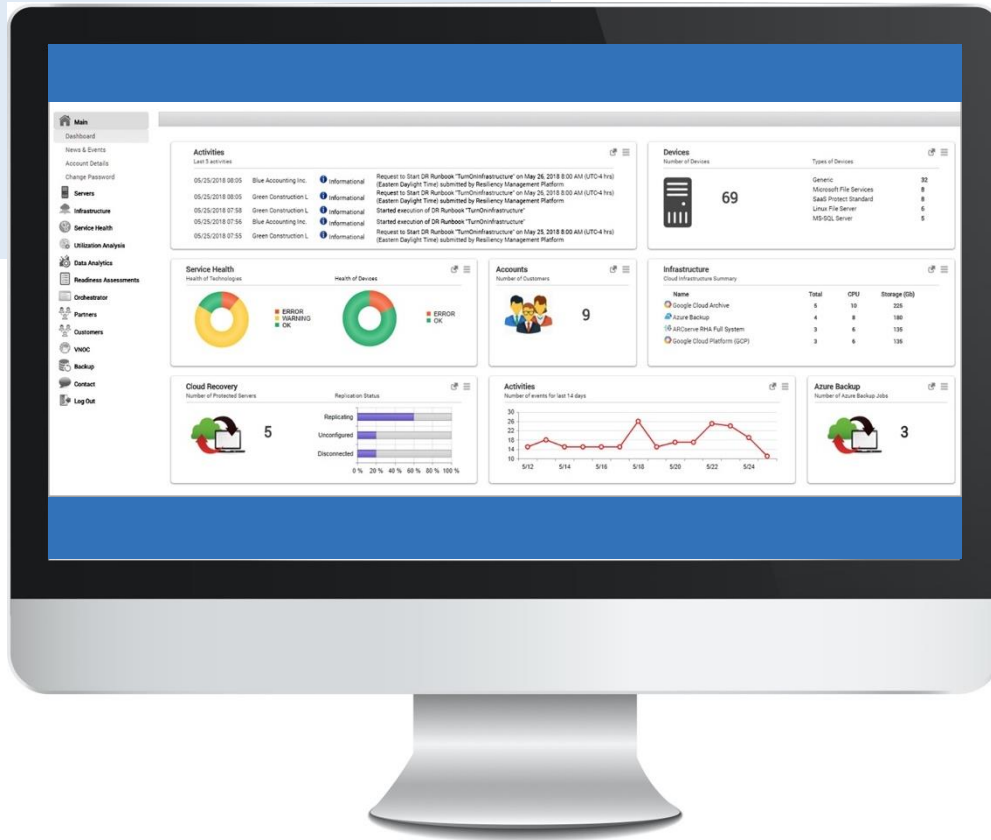 Main
Dashboard
News & Events
Account Details
Change Password
Servers
Infrastructure
Service Health
Utilization Analysis
Data Analytics
Readiness Assessments
Orchestrator
Partners
Customers
VNOC
Backup
Contact
Log Out
Activities
Last 5 activities
05/25/2018 08:05 Blue Accounting Inc. Informational Request to Start DR Runbook "TurnOnInfrastructure" on May 26, 2018 8:00 AM (UTC-4 hrs)
(Eastern Daylight Time) submitted by Resiliency Management Platform
05/25/2018 08:05 Green Construction L Informational Request to Start DR Runbook "TurnOnInfrastructure" on May 26, 2018 8:00 AM (UTC-4 hrs)
(Eastern Daylight Time) submitted by Resiliency Management Platform
05/25/2018 07:58 Green Construction L Informational Started execution of DR Runbook "TurnOnInfrastructure"
05/25/2018 07:56 Blue Accounting Inc. Informational Started execution of DR Runbook "TurnOnInfrastructure"
05/25/2018 07:55 Green Construction L Informational Request to Start DR Runbook "TurnOnInfrastructure" on May 25, 2018 8:00 AM (UTC-4 hrs)
(Eastern Daylight Time) submitted by Resiliency Management Platform
Devices
Number of Devices Types of Devices
69
Generic 32
Microsoft File Services 8
SaaS Protect Standard 8
Linux File Server 6
MS-SQL Server 5
Service Health
Health of Technologies Health of Devices
ERROR
WARNING
OK
ERROR
OK
Accounts
Number of Customers
9
Infrastructure
Cloud Infrastructure Summary
Name Total CPU Storage (Gb)
Google Cloud Archive 5 10 225
Azure Backup 4 8 180
ARCserve RHA Full System 3 6 135
Google Cloud Platform (GCP) 3 6 135
Cloud Recovery
Number of Protected Servers Replication Status
5
Replicating
Unconfigured
Disconnected
0 % 20 % 40 % 60 % 80 % 100 %
Activities
Number of events for last 14 days
30
26
22
18
14
10
5/12 5/14 5/16 5/18 5/20 5/22 5/24
Azure Backup
Number of Azure Backup Jobs
3